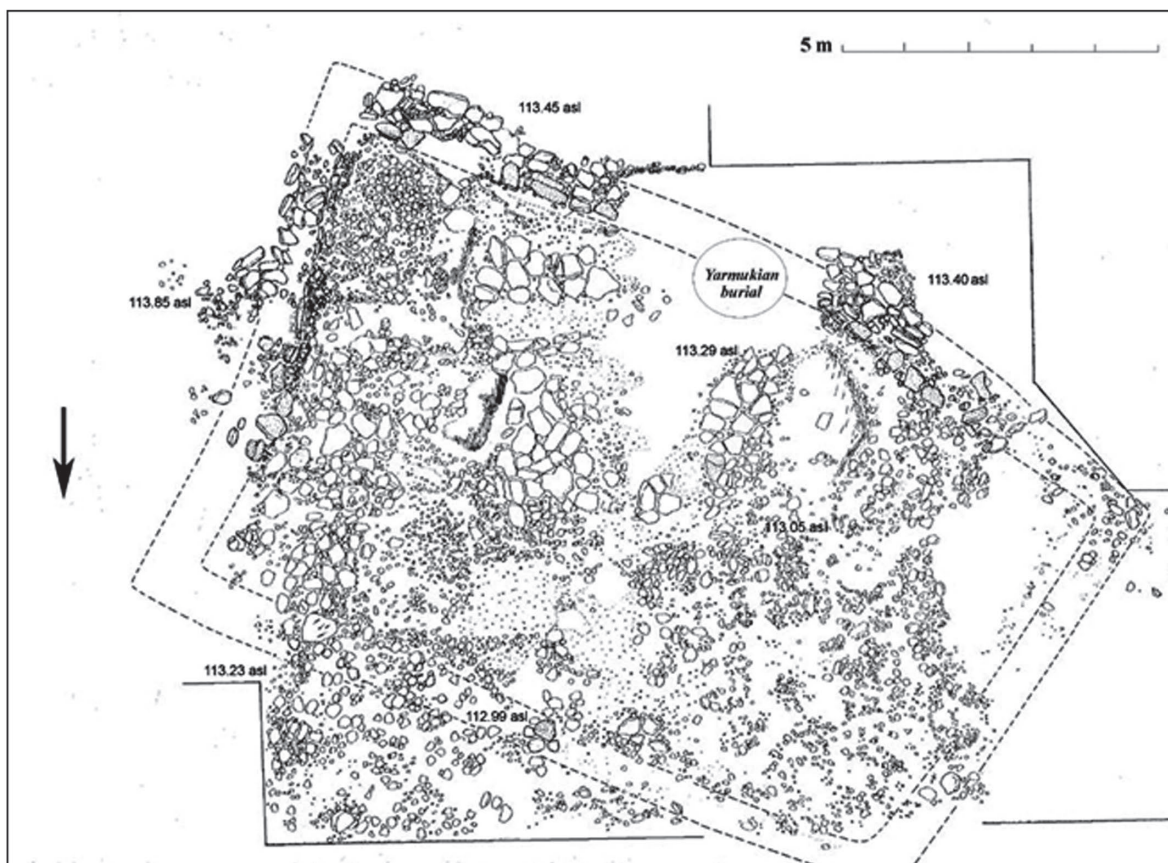 5 m
113.45 asl
Yarmukian
burial
113.40 asl
113.85 asl
113.29 asl
113.05 asl
113.23 asl
112.99 asl